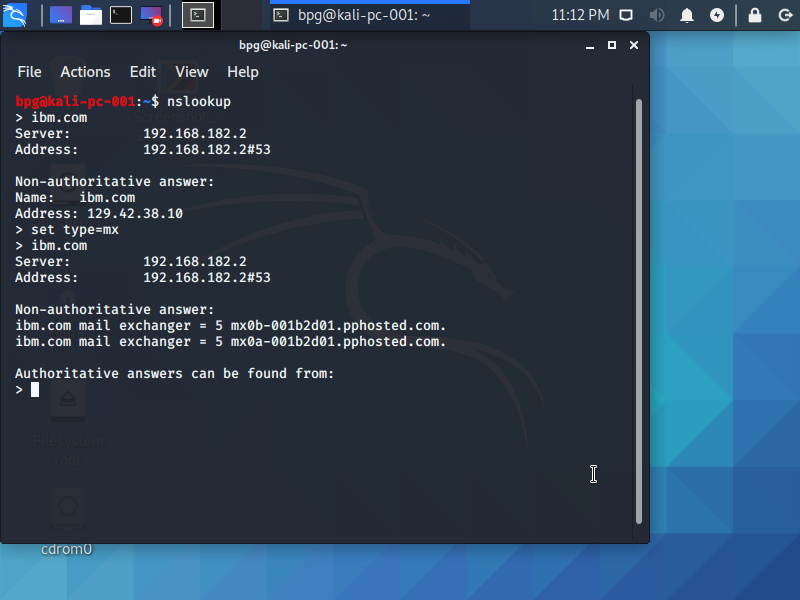 bpg@kali-pc-001: ~
11:12 PM
bpg@kali-pc-001: ~
File Actions Edit View Help
bpg@kali-pc-001:~$ nslookup
> ibm.com
Server:         192.168.182.2
Address:        192.168.182.2#53

Non-authoritative answer:
Name:   ibm.com
Address: 129.42.38.10
> set type=mx
> ibm.com
Server:         192.168.182.2
Address:        192.168.182.2#53

Non-authoritative answer:
ibm.com mail exchanger = 5 mx0b-001b2d01.pphosted.com.
ibm.com mail exchanger = 5 mx0a-001b2d01.pphosted.com.

Authoritative answers can be found from:
>
Filesystem
root
cdrom0